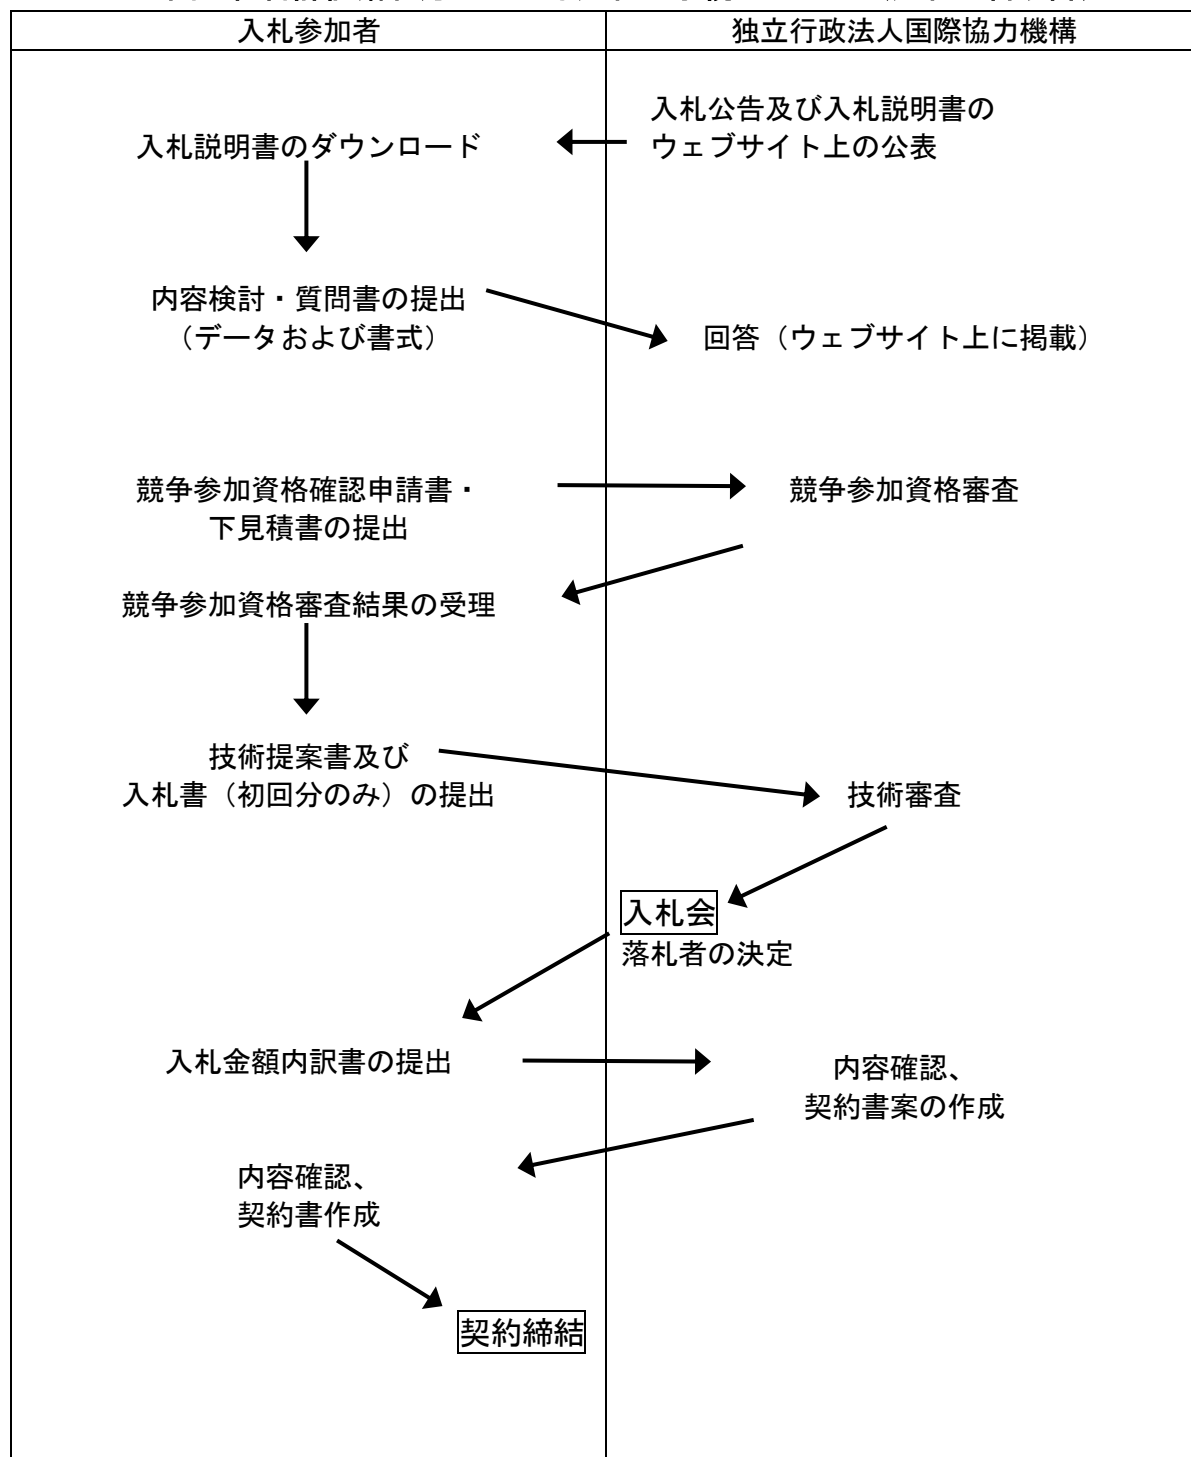 入札参加者
独立行政法人国際協力機構
入札公告及び入札説明書の
ウェブサイト上の公表
入札説明書のダウンロード
内容検討・質問書の提出
（データおよび書式）
回答（ウェブサイト上に掲載）
競争参加資格確認申請書・
下見積書の提出
競争参加資格審査
競争参加資格審査結果の受理
技術提案書及び
入札書（初回分のみ）の提出
技術審査
入札会
落札者の決定
入札金額内訳書の提出
内容確認、
契約書案の作成
内容確認、
契約書作成
契約締結